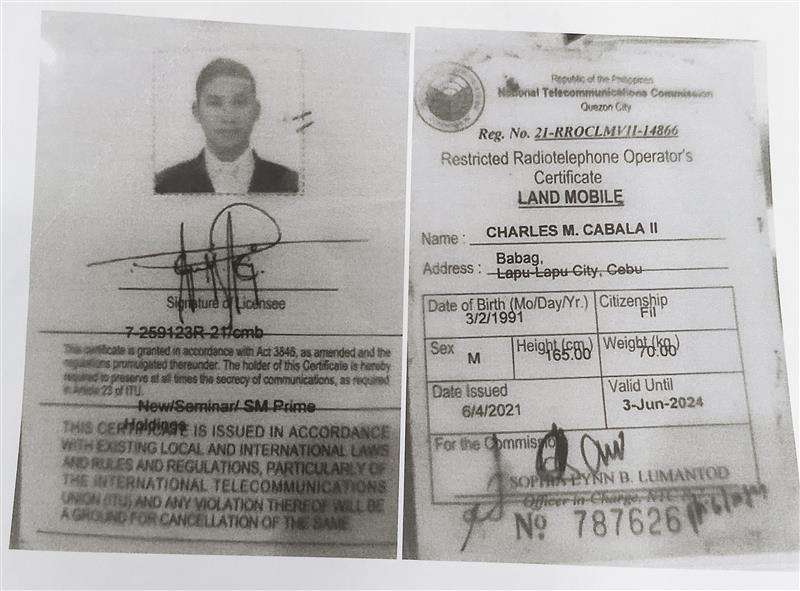 Signature of Licensee
7-259123R-21/cmb
This certificate is granted in accordance with Act 3846, as amended and the
regulations promulgated thereunder. The holder of this Certificate is hereby
required to preserve at all times the secrecy of communications, as required
in Article 23 of ITU.
New/Seminar/ SM Prime
Holdings
THIS CERTIFICATE IS ISSUED IN ACCORDANCE
WITH EXISTING LOCAL AND INTERNATIONAL LAWS
AND RULES AND REGULATIONS, PARTICULARLY OF
THE INTERNATIONAL TELECOMMUNICATIONS
UNION (ITU) AND ANY VIOLATION THEREOF WILL BE
A GROUND FOR CANCELLATION OF THE SAME
Republic of the Philippines
National Telecommunications Commission
Quezon City
Reg. No. 21-RROCLMVII-14866
Restricted Radiotelephone Operator's
Certificate
LAND MOBILE
Name : CHARLES M. CABALA II
Address : Babag,
Lapu-Lapu City, Cebu
Date of Birth (Mo/Day/Yr.) Citizenship
3/2/1991 Fil
Sex M Height (cm.) 165.00 Weight (kg.) 70.00
Date Issued Valid Until
6/4/2021 3-Jun-2024
For the Commission
SOPHIA LYNN B. LUMANTOD
Officer in Charge, NTC
No 787626